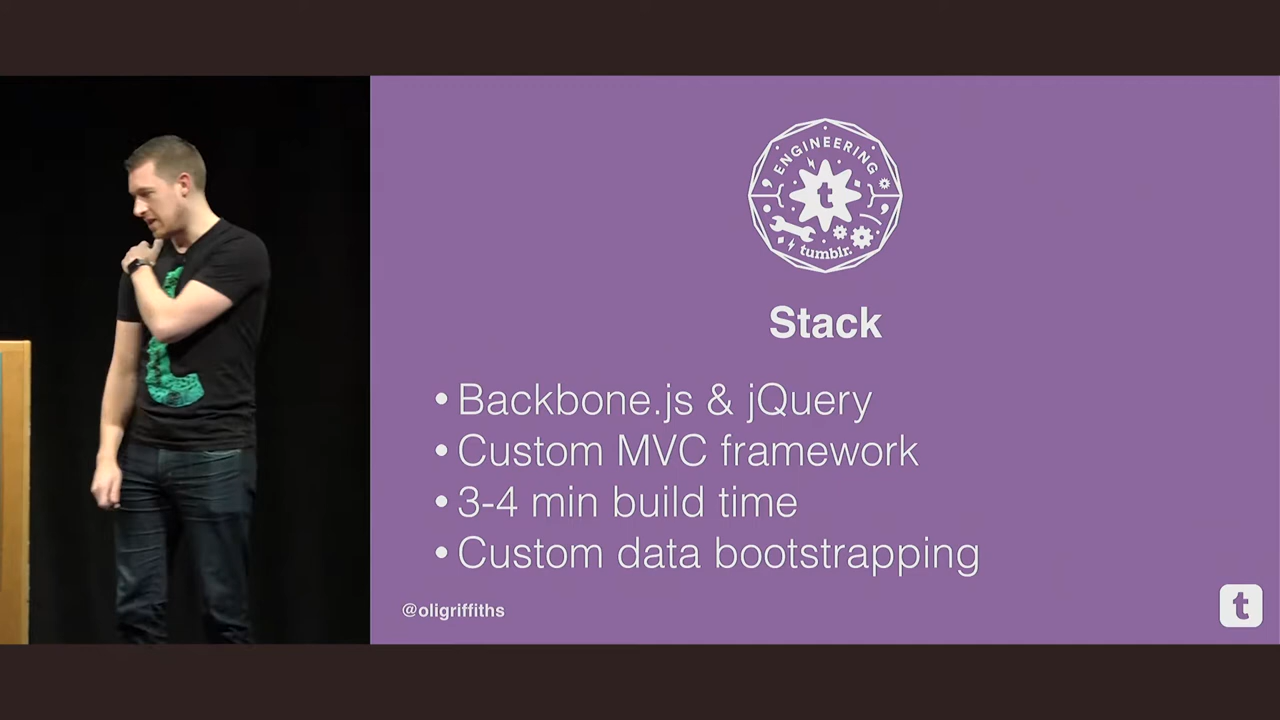 ENGINEERING
t
tumblr.
Stack
• Backbone.js & jQuery
• Custom MVC framework
• 3-4 min build time
• Custom data bootstrapping
@oligriffiths
t
t